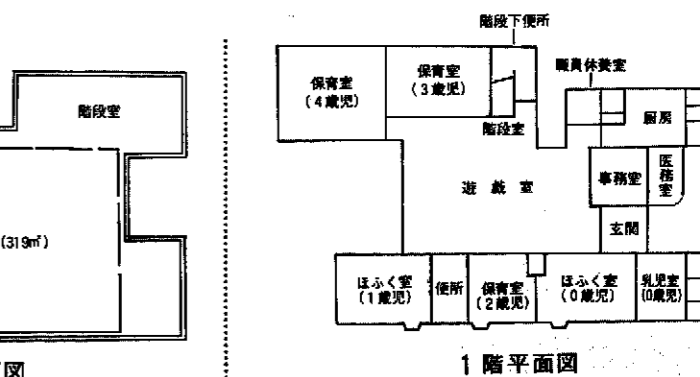 階段室
(319㎡)
図
階段下便所
職員休養室
保育室
(4歳児)
保育室
(3歳児)
階段室
厨房
遊戯室
事務室
医務室
玄関
ほふく室
(1歳児)
便所
保育室
(2歳児)
ほふく室
(0歳児)
乳児室
(0歳児)
1階平面図